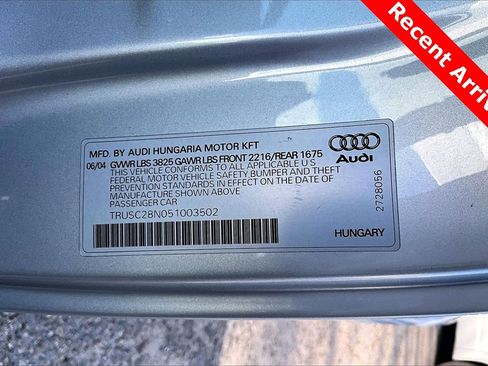 Recent Arriv
MFD. BY AUDI HUNGARIA MOTOR KFT
06/04 GVWR LBS 3825 GAWR LBS FRONT 2216/REAR 1675
THIS VEHICLE CONFORMS TO ALL APPLICABLE U S
FEDERAL MOTOR VEHICLE SAFETY BUMPER AND THEFT
PREVENTION STANDARDS IN EFFECT ON THE DATE OF
MANUFACTURE SHOWN ABOVE
PASSENGER CAR
TRUSC28N051003502
Audi
2728066
HUNGARY